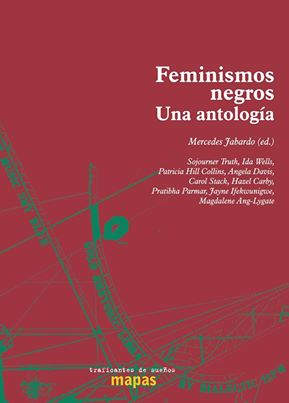 Feminismos
negros
Una antología
Mercedes Jabardo (ed.)
Sojourner Truth, Ida Wells,
Patricia Hill Collins, Angela Davis,
Carol Stack, Hazel Carby,
Pratibha Parmar, Jayne Ifekwunigwe,
Magdalene Ang-Lygate
traficantes de sueños
mapas